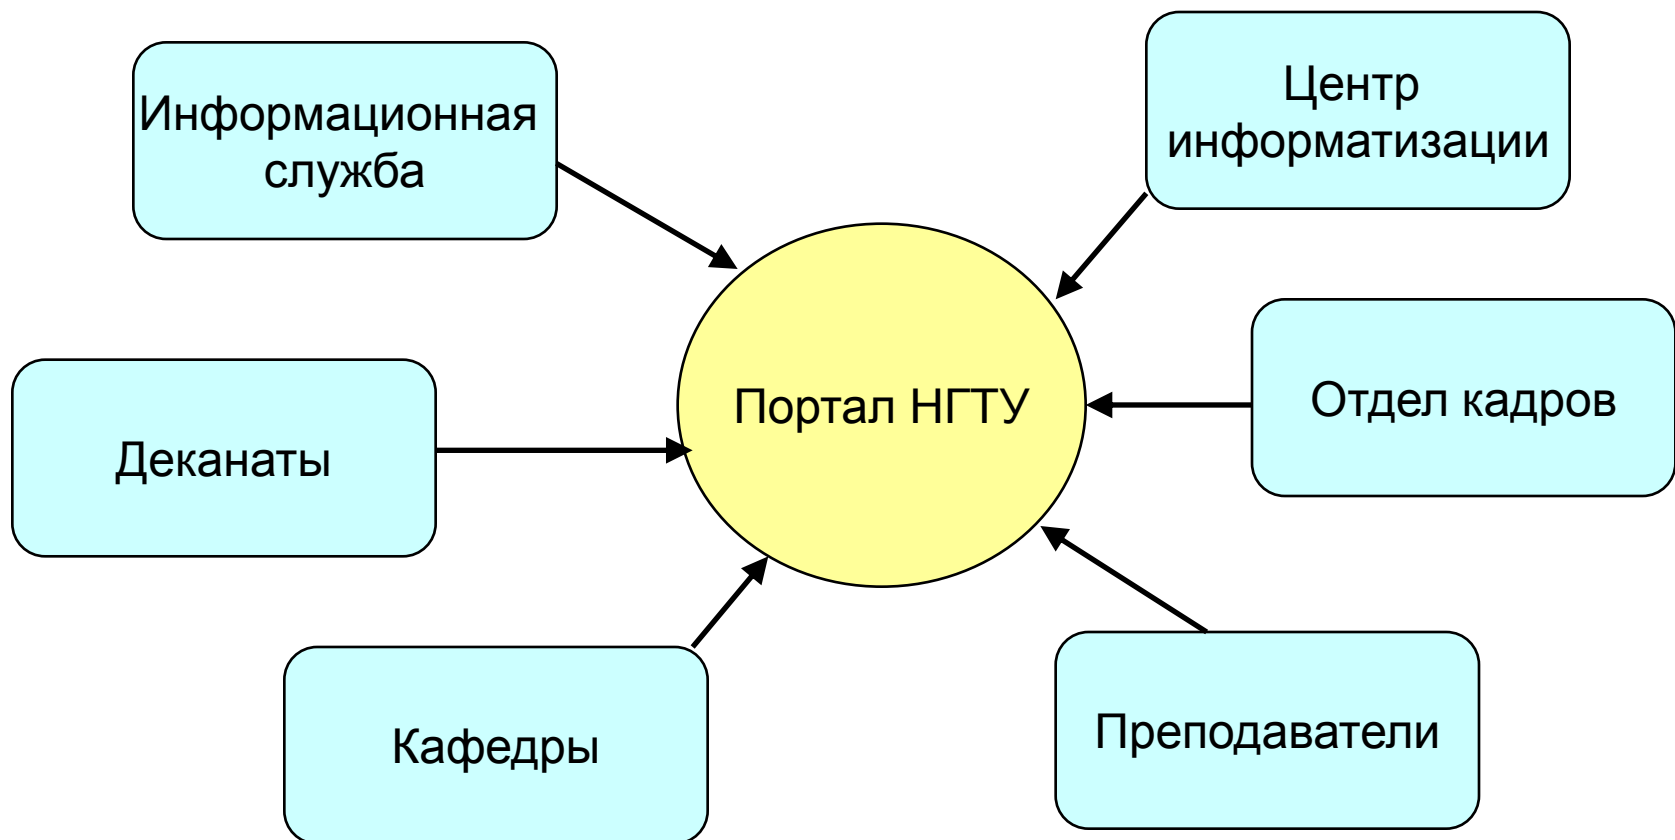 Информационная
служба
Центр
информатизации
Портал НГТУ
Отдел кадров
Деканаты
Кафедры
Преподаватели